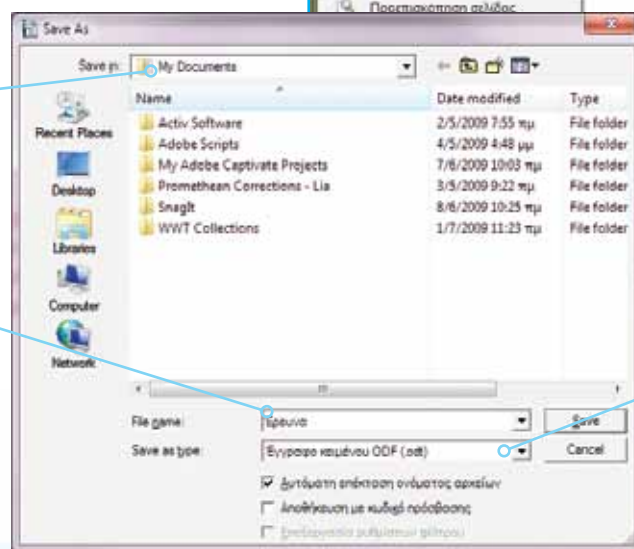 Προεπισκόπηση σελίδας
Save As
Save in: My Documents
Name Date modified Type
Recent Places
Desktop
Libraries
Computer
Network
Activ Software 2/5/2009 7:55 πμ File folder
Adobe Scripts 4/5/2009 4:48 μμ File folder
My Adobe Captivate Projects 7/6/2009 10:03 πμ File folder
Promethean Corrections - Lia 3/5/2009 9:22 πμ File folder
SnagIt 8/6/2009 10:25 πμ File folder
WWT Collections 1/7/2009 11:23 πμ File folder
File name: Έρευνα Save
Save as type: Έγγραφο κειμένου ODF (.odt) Cancel
Αυτόματη επέκταση ονόματος αρχείων
Αποθήκευση με κωδικό πρόσβασης
Επεξεργασία ρυθμίσεων φίλτρου